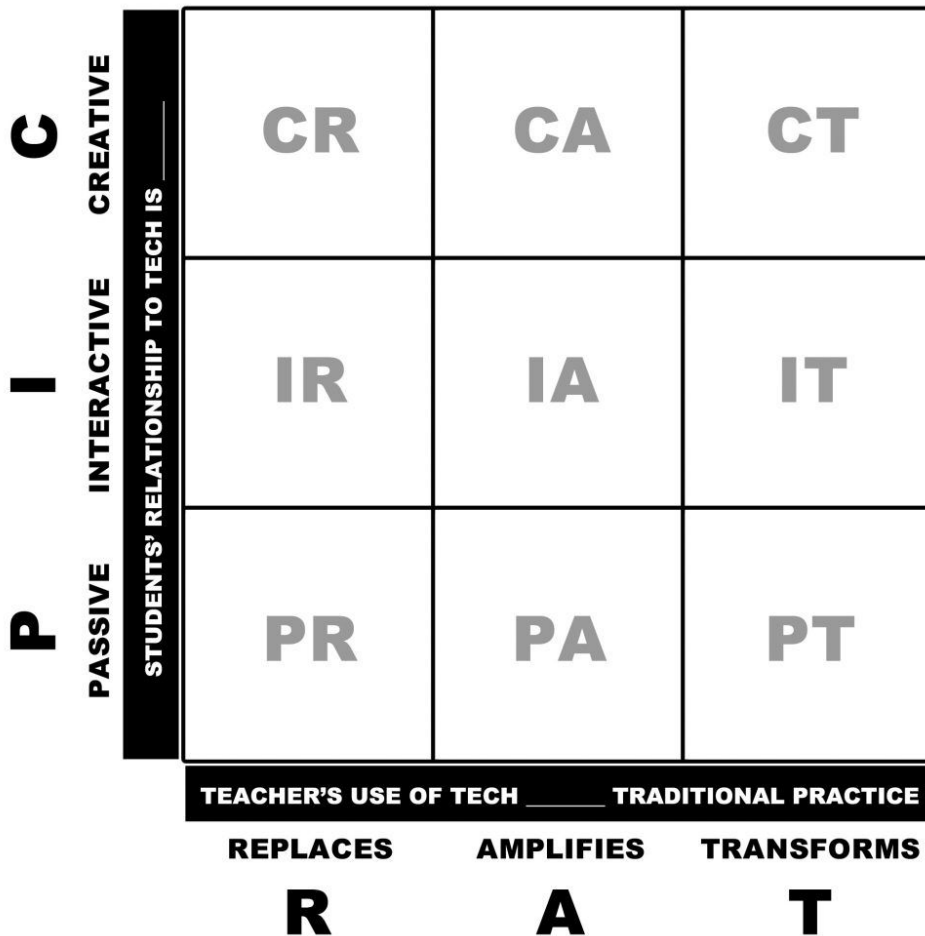 C
CREATIVE
I
INTERACTIVE
P
PASSIVE
STUDENTS' RELATIONSHIP TO TECH IS ______
CR CA CT
IR IA IT
PR PA PT
TEACHER'S USE OF TECH ______ TRADITIONAL PRACTICE
REPLACES AMPLIFIES TRANSFORMS
R A T